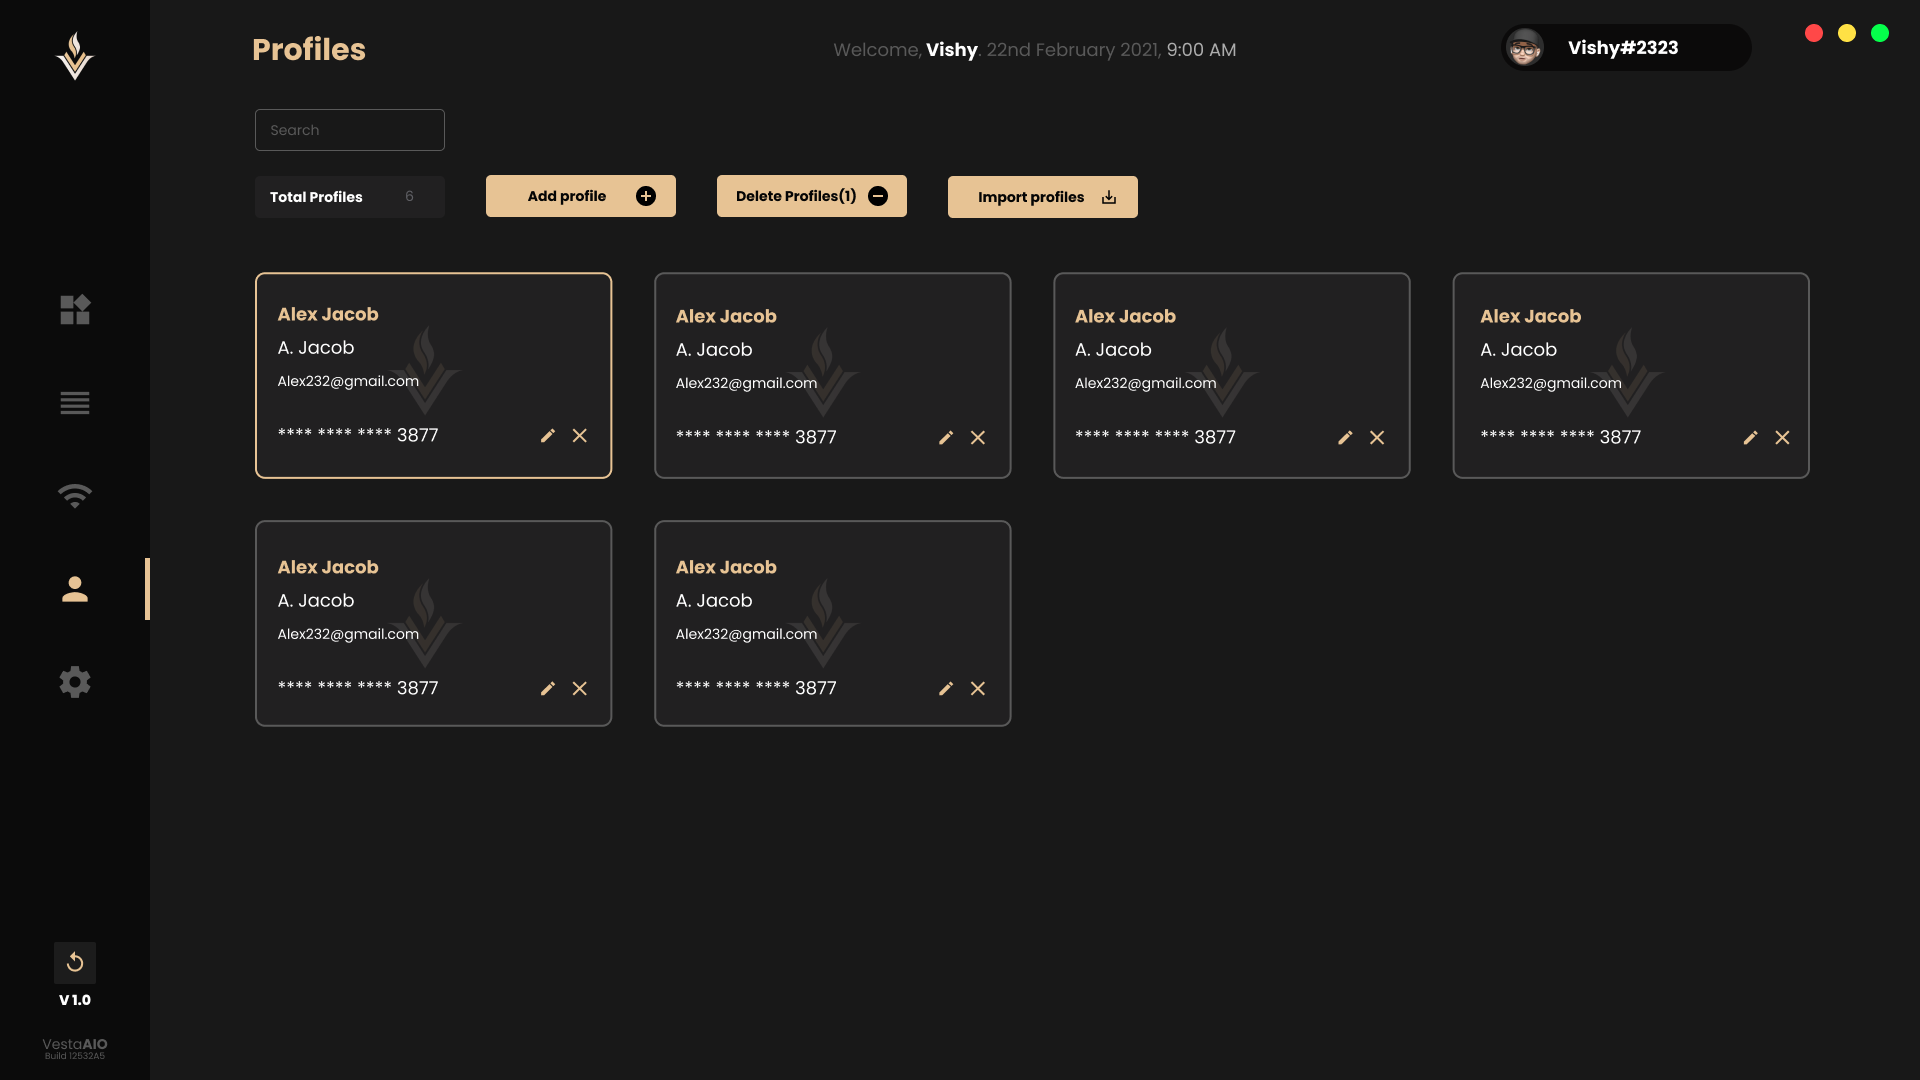 Profiles
Welcome, Vishy. 22nd February 2021, 9:00 AM
Vishy#2323
Search
Total Profiles 6
Add profile
Delete Profiles(1)
Import profiles
Alex Jacob
A. Jacob
Alex232@gmail.com
**** **** **** 3877
Alex Jacob
A. Jacob
Alex232@gmail.com
**** **** **** 3877
Alex Jacob
A. Jacob
Alex232@gmail.com
**** **** **** 3877
Alex Jacob
A. Jacob
Alex232@gmail.com
**** **** **** 3877
Alex Jacob
A. Jacob
Alex232@gmail.com
**** **** **** 3877
Alex Jacob
A. Jacob
Alex232@gmail.com
**** **** **** 3877
V 1.0
VestaAIO
Build 12532A5